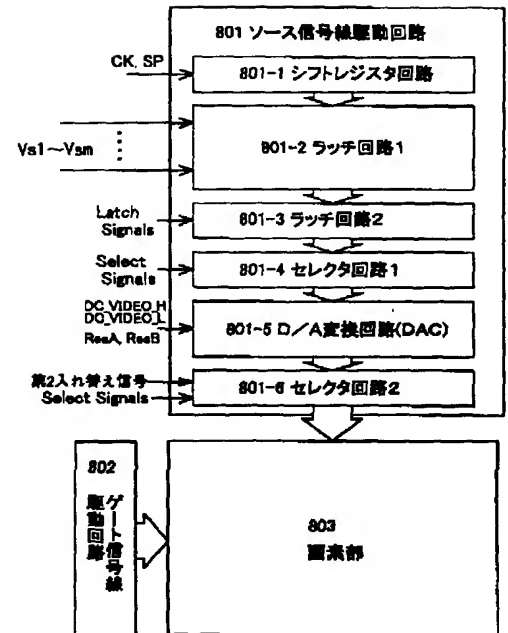 801 ソース信号線駆動回路
CK, SP
801-1 シフトレジスタ回路
Vs1～Vsm
801-2 ラッチ回路1
Latch
Signals
801-3 ラッチ回路2
Select
Signals
801-4 セレクタ回路1
DC_VIDEO_H
DC_VIDEO_L
ResA, ResB
801-5 D／A変換回路(DAC)
第2入れ替え信号
Select Signals
801-6 セレクタ回路2
802
ゲート信号線
駆動回路
803
画素部